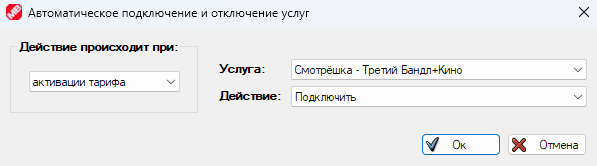 Автоматическое подключение и отключение услуг
Действие происходит при:
активации тарифа
Услуга: Смотрёшка - Третий Бандл+Кино
Действие: Подключить
Ок Отмена